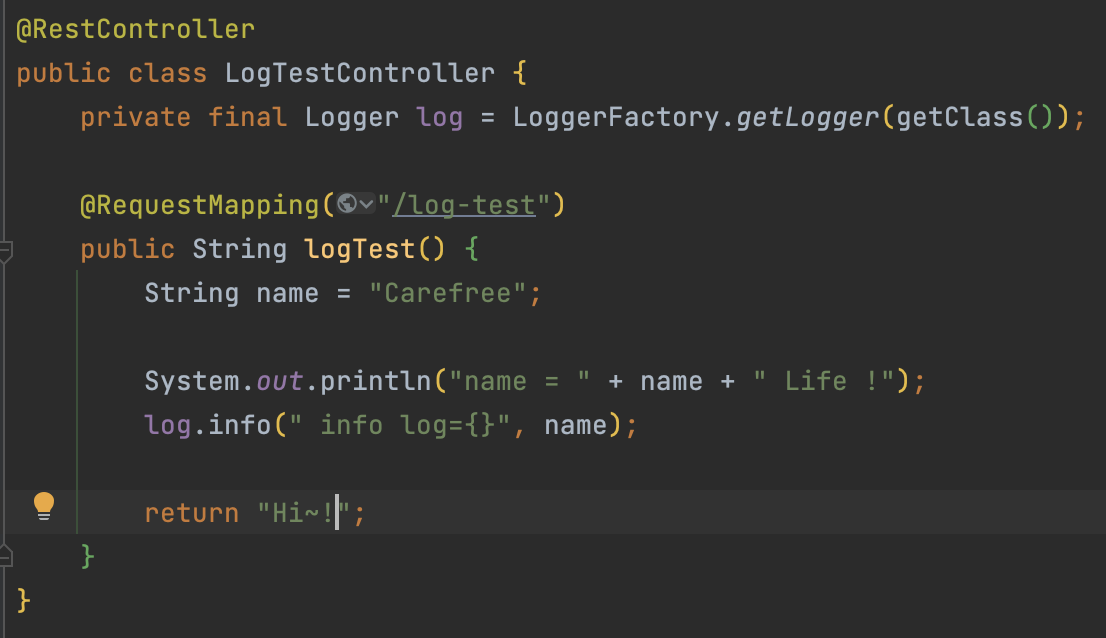 @RestController
public class LogTestController {
    private final Logger log = LoggerFactory.getLogger(getClass());

    @RequestMapping("/log-test")
    public String logTest() {
        String name = "Carefree";

        System.out.println("name = " + name + " Life !");
        log.info(" info log={}", name);

        return "Hi~!";
    }
}